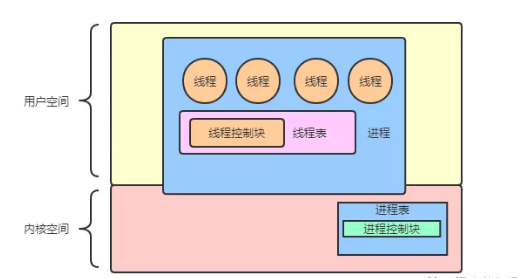 线程 线程 线程 线程
用户空间
线程控制块 线程表 进程
进程表
内核空间
进程控制块